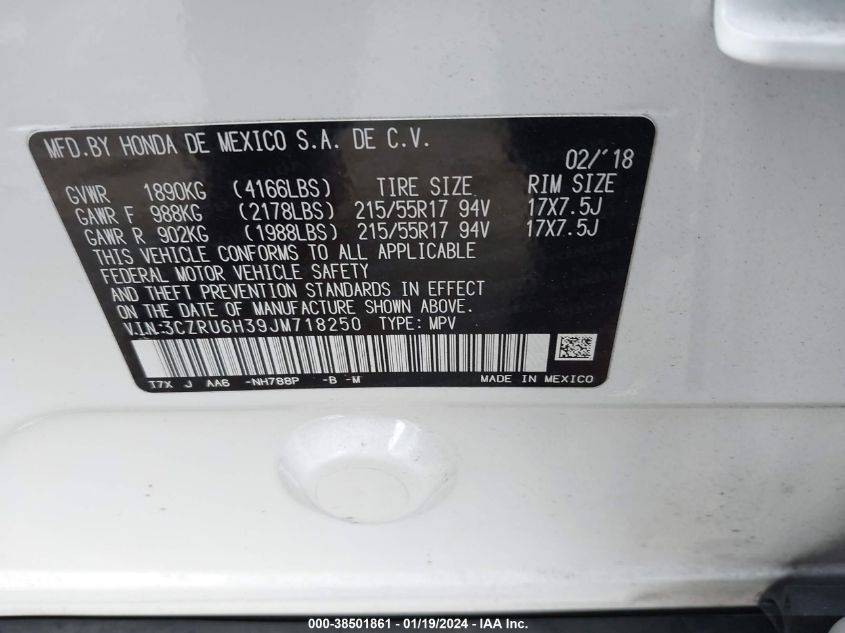 MFD.BY HONDA DE MEXICO S.A. DE C.V.
02/'18
GVWR 1890KG (4166LBS) TIRE SIZE RIM SIZE
GAWR F 988KG (2178LBS) 215/55R17 94V 17X7.5J
GAWR R 902KG (1988LBS) 215/55R17 94V 17X7.5J
THIS VEHICLE CONFORMS TO ALL APPLICABLE
FEDERAL MOTOR VEHICLE SAFETY
AND THEFT PREVENTION STANDARDS IN EFFECT
ON THE DATE OF MANUFACTURE SHOWN ABOVE.
V.I.N:3CZRU6H39JM718250 TYPE: MPV
T7X J AA6 -NH788P -B -M MADE IN MEXICO
000-38501861 - 01/19/2024 - IAA Inc.